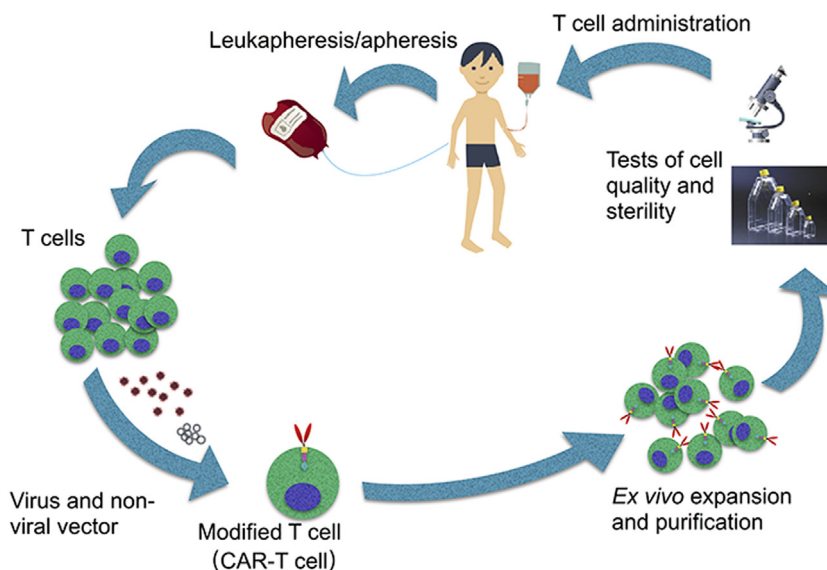 T cell administration
Leukapheresis/apheresis
Tests of cell
quality and
sterility
T cells
Virus and non-
viral vector
Modified T cell
(CAR-T cell)
Ex vivo expansion
and purification